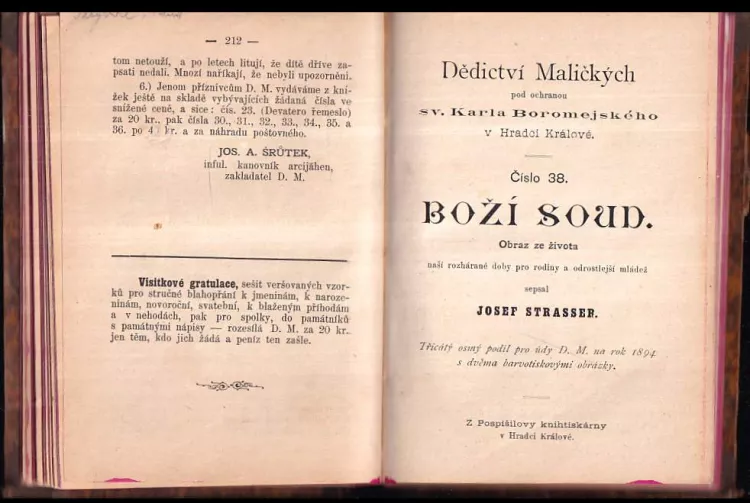 — 212 —
tom netouží, a po letech litují, že dítě dříve za-
psati nedali. Mnozí naříkají, že nebyli upozorněni.
6.) Jenom příznivcům D. M. vydáváme z kni-
žek ještě na skladě vybývajících žádaná čísla ve
snížené ceně, a sice: čís. 23. (Devatero řemeslo)
za 20 kr., pak čísla 30., 31., 32., 33., 34., 35. a
36. po 4 kr. a za náhradu poštovného.
JOS. A. ŠRŮTEK,
inful. kanovník arcijáhen,
zakladatel D. M.
Visitkové gratulace, sešit veršovaných vzor-
ků pro stručné blahopřání k jmeninám, k naroze-
ninám, novoroční, svatební, k blaženým příhodám
a v nehodách, pak pro spolky, do památníků
s památnými nápisy — rozesílá D. M. za 20 kr.
jen těm, kdo jich žádá a peníz ten zašle.
Dědictví Maličkých
pod ochranou
sv. Karla Boromejského
v Hradci Králové.
Číslo 38.
BOŽÍ SOUD.
Obraz ze života
naší rozhárané doby pro rodiny a odrostlejší mládež
sepsal
JOSEF STRASSER.
Třicátý osmý podíl pro údy D. M. na rok 1894
s dvěma barvotiskovými obrázky.
Z Pospíšilovy knihtiskárny
v Hradci Králové.